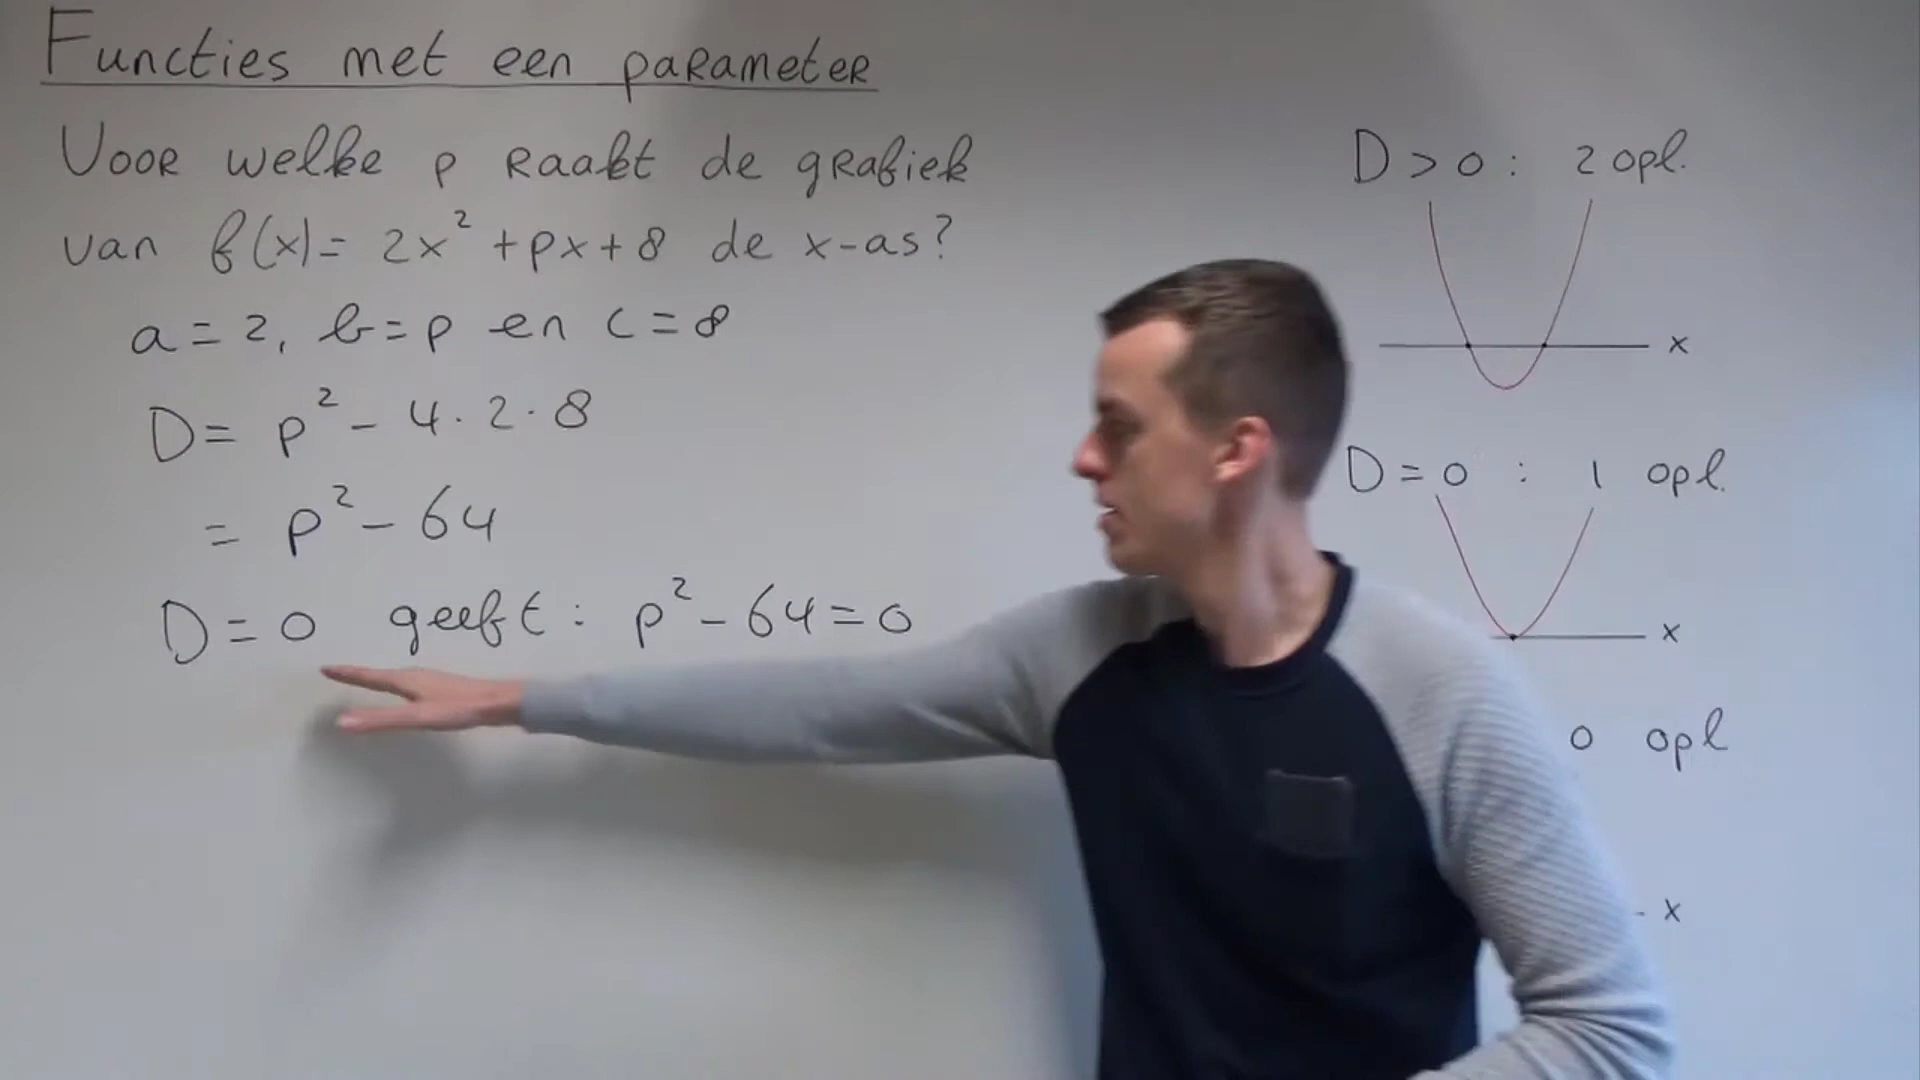 Functies met een parameter
Voor welke p raakt de grafiek
van f(x)= 2x² + px + 8 de x-as?
a = 2, b = p en c = 8
D = p² - 4 · 2 · 8
= p² - 64
D = 0 geeft : p² - 64 = 0
D > 0 : 2 opl.
x
D = 0 : 1 opl.
x
0 opl
x